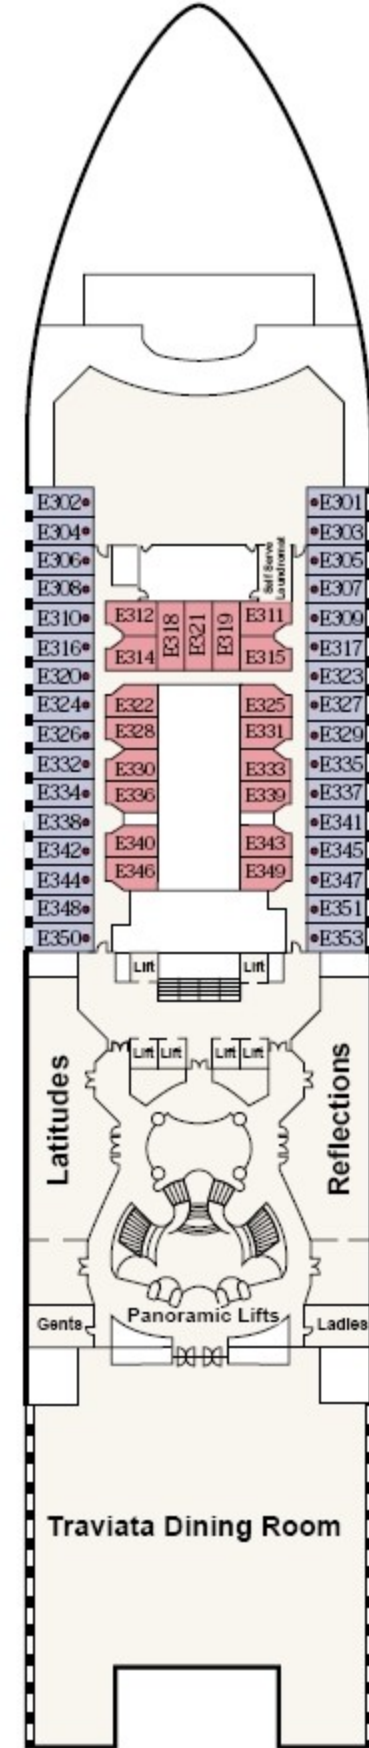 E302 E301
E304 E303
E306 Self Serve Laundromat E305
E308 E307
E310 E312 E318 E321 E319 E311 E309
E316 E314 E315 E317
E320 E323
E324 E322 E325 E327
E326 E328 E331 E329
E332 E330 E333 E335
E334 E336 E339 E337
E338 E341
E342 E340 E343 E345
E344 E346 E349 E347
E348 E351
E350 E353
Lift Lift
Lift Lift Lift Lift
Latitudes Reflections
Panoramic Lifts
Gents Ladies
Traviata Dining Room